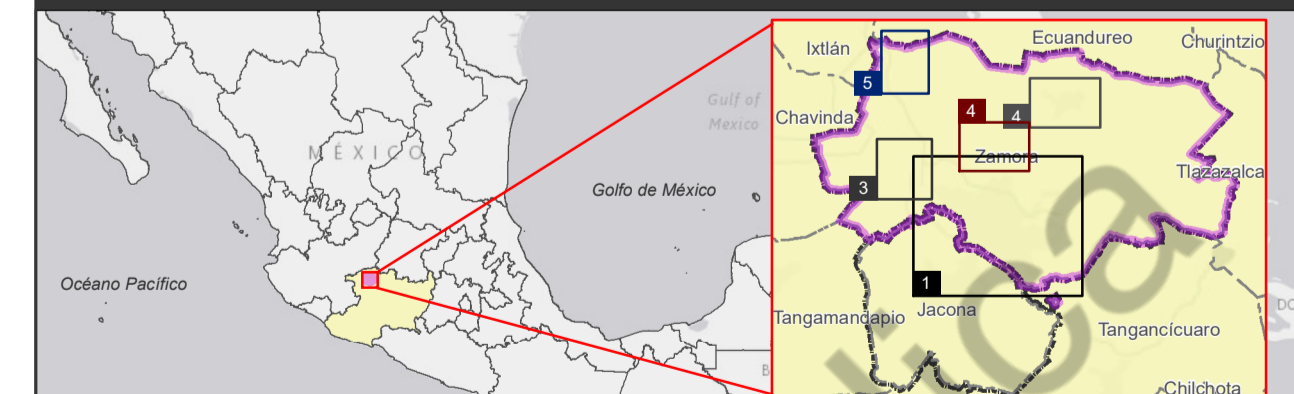 Gulf of
Mexico
MÉXICO
Golfo de México
Océano Pacífico
Ixtlán
Ecuandureo
Churintzio
5
Chavinda
4
4
Zamora
Tlazazalca
3
1
Jacona
Tangamandapio
Tangancícuaro
Chilchota